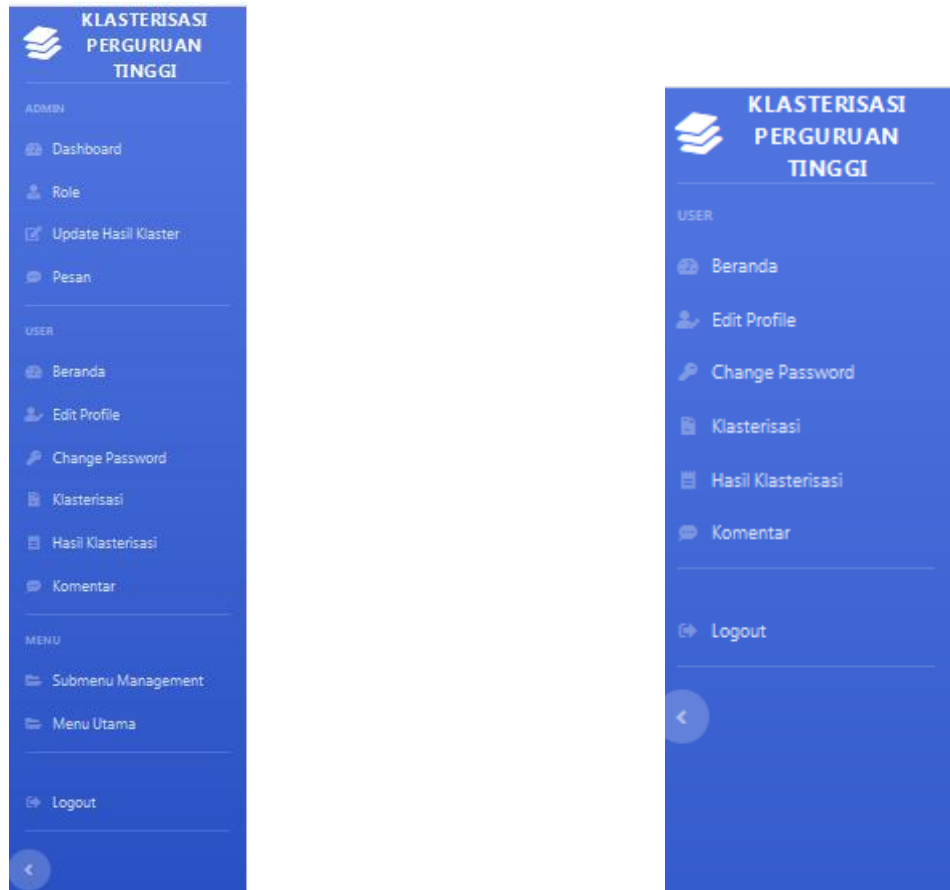 KLASTERISASI
PERGURUAN
TINGGI
ADMIN
Dashboard
Role
Update Hasil Klaster
Pesan
USER
Beranda
Edit Profile
Change Password
Klasterisasi
Hasil Klasterisasi
Komentar
MENU
Submenu Management
Menu Utama
Logout
KLASTERISASI
PERGURUAN
TINGGI
USER
Beranda
Edit Profile
Change Password
Klasterisasi
Hasil Klasterisasi
Komentar
Logout